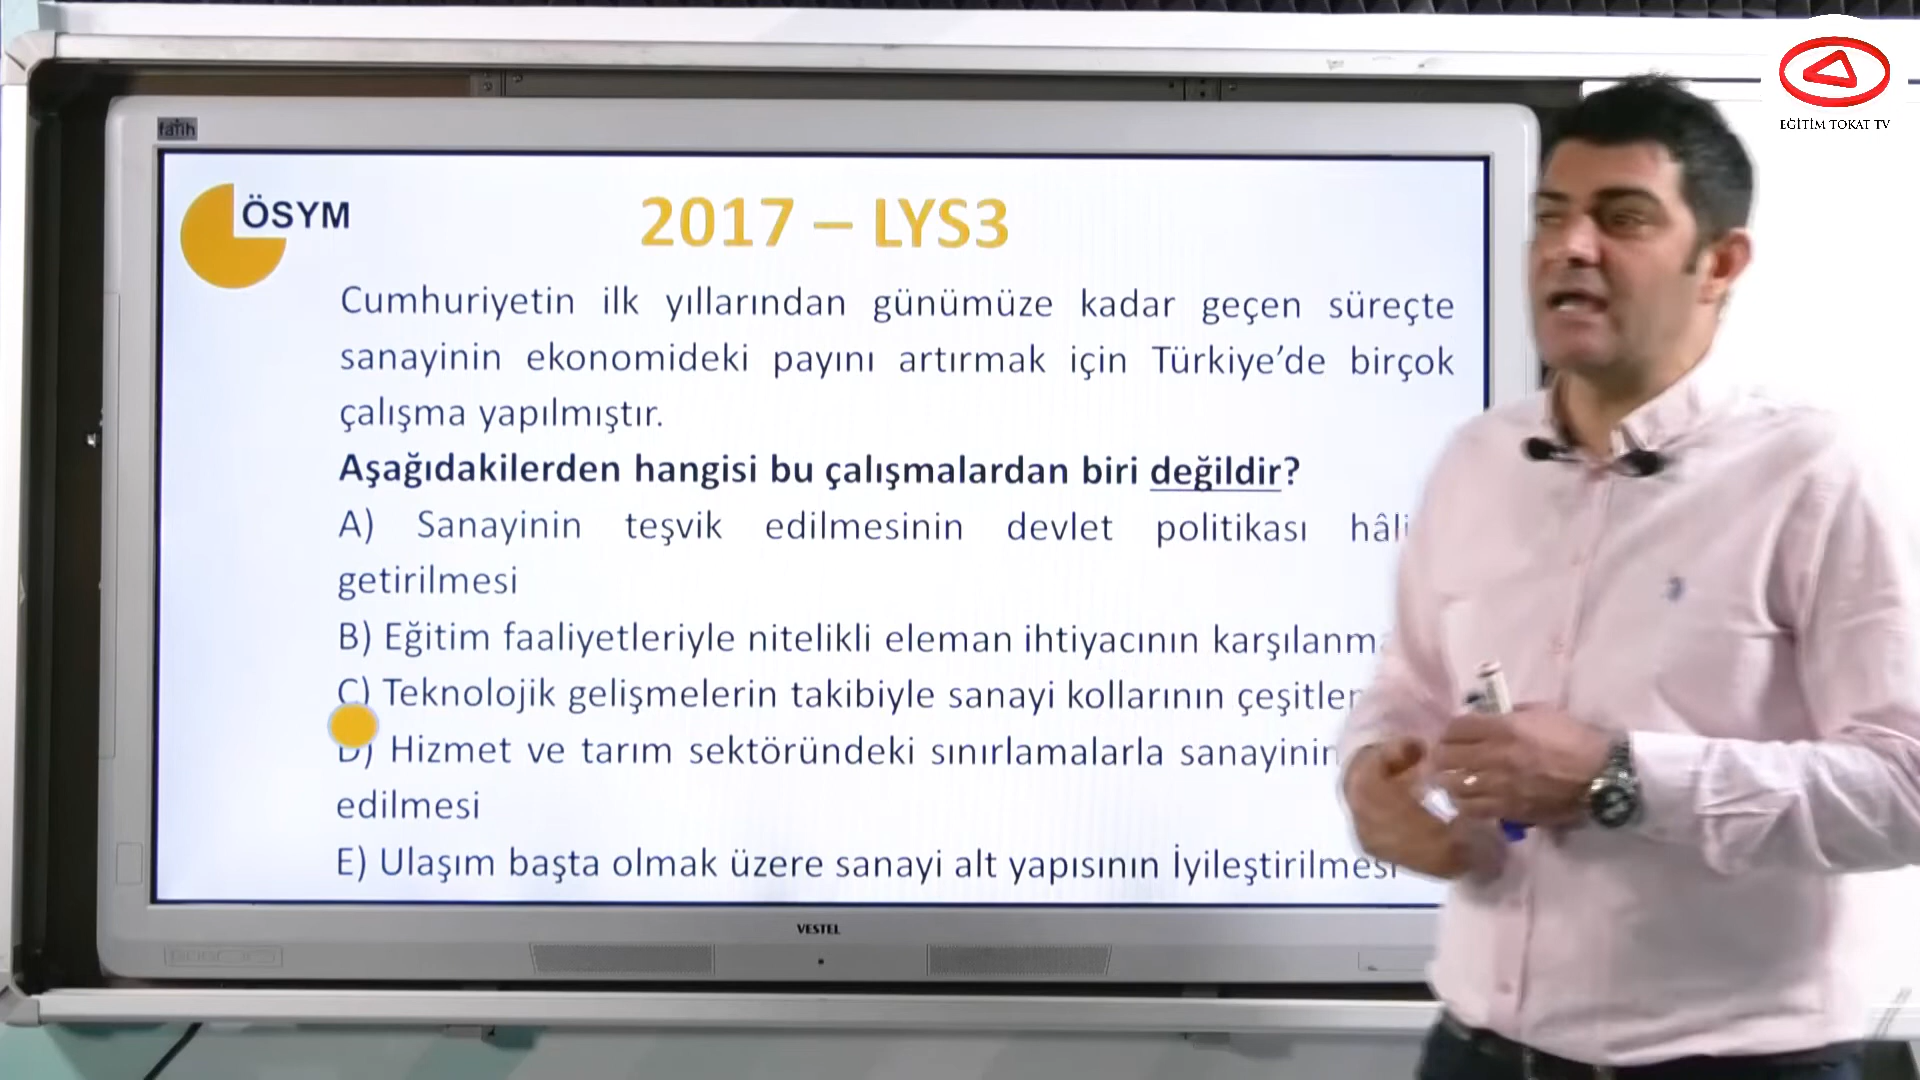 EĞİTİM TOKAT TV
fatih
ÖSYM
2017 – LYS3
Cumhuriyetin ilk yıllarından günümüze kadar geçen süreçte
sanayinin ekonomideki payını artırmak için Türkiye’de birçok
çalışma yapılmıştır.
Aşağıdakilerden hangisi bu çalışmalardan biri değildir?
A) Sanayinin teşvik edilmesinin devlet politikası
getirilmesi
B) Eğitim faaliyetleriyle nitelikli eleman ihtiyacının
C) Teknolojik gelişmelerin takibiyle sanayi kollarının
D) Hizmet ve tarım sektöründeki sınırlamalarla sanayinin
edilmesi
E) Ulaşım başta olmak üzere sanayi alt yapısının İyileştirilmesi
VESTEL